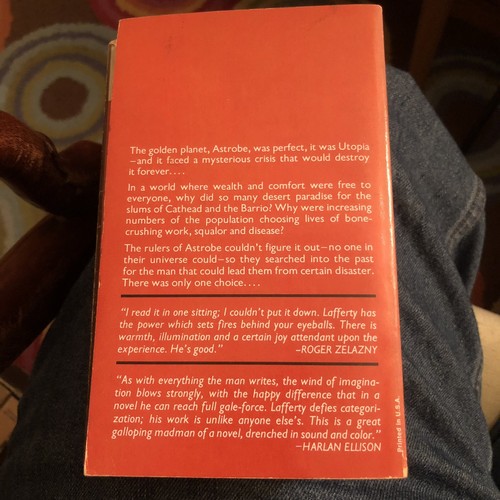 The golden planet, Astrobe, was perfect, it was Utopia
—and it faced a mysterious crisis that would destroy
it forever....
In a world where wealth and comfort were free to
everyone, why did so many desert paradise for the
slums of Cathead and the Barrio? Why were increasing
numbers of the population choosing lives of bone-
crushing work, squalor and disease?
The rulers of Astrobe couldn't figure it out—no one in
their universe could—so they searched into the past
for the man that could lead them from certain disaster.
There was only one choice....
"I read it in one sitting; I couldn't put it down. Lafferty has
the power which sets fires behind your eyeballs. There is
warmth, illumination and a certain joy attendant upon the
experience. He's good."   —ROGER ZELAZNY
"As with everything the man writes, the wind of imagina-
tion blows strongly, with the happy difference that in a
novel he can reach full gale-force. Lafferty defies categori-
zation; his work is unlike anyone else's. This is a great
galloping madman of a novel, drenched in sound and color."
—HARLAN ELLISON
Printed in U.S.A.